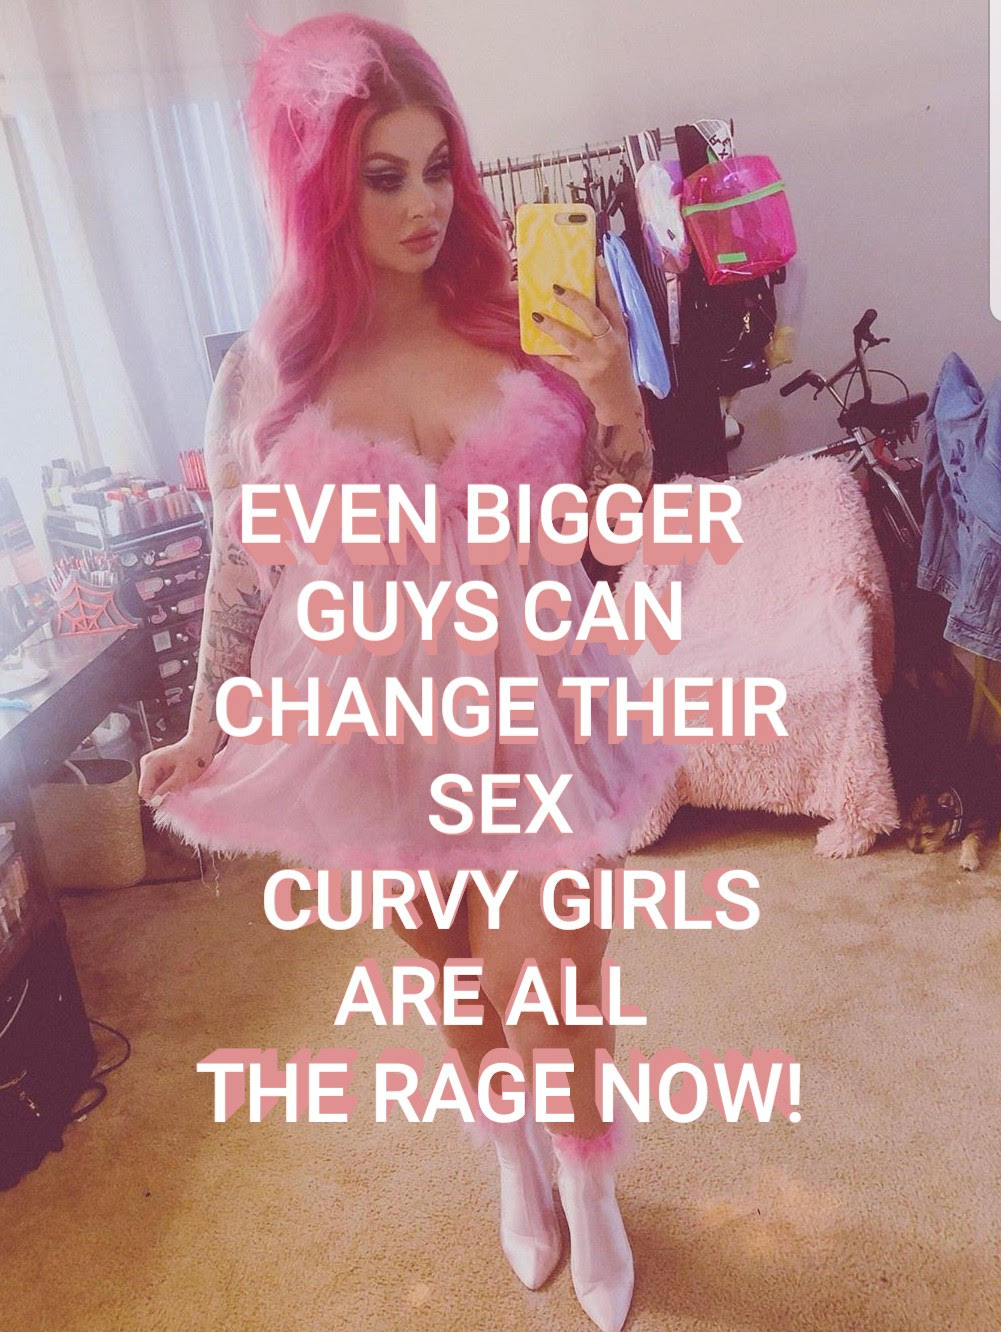 EVEN BIGGER
GUYS CAN
CHANGE THEIR
SEX
CURVY GIRLS
ARE ALL
THE RAGE NOW!